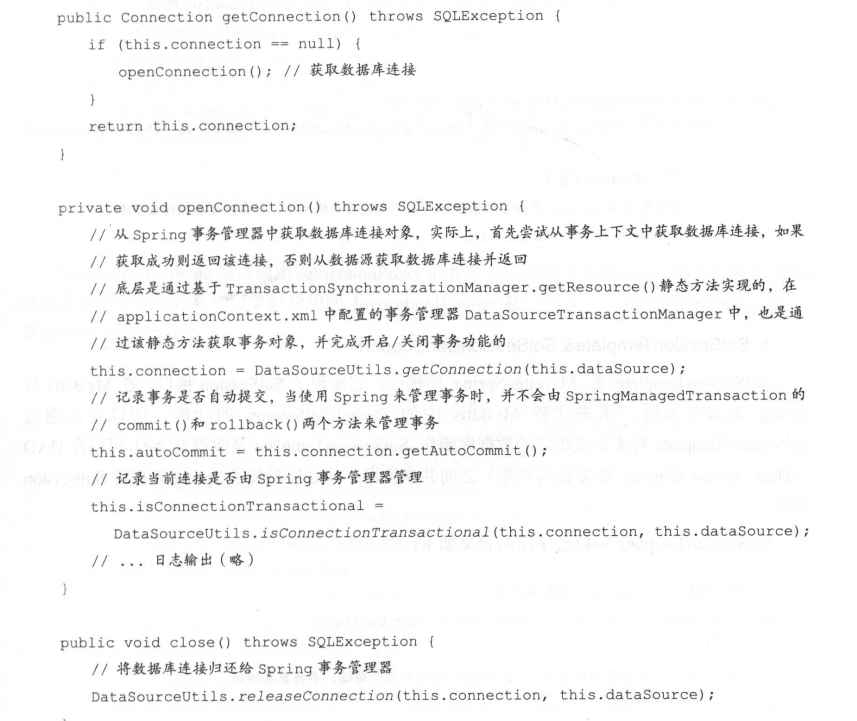 public Connection getConnection() throws SQLException {
if (this.connection == null) {
openConnection(); // 获取数据库连接
}
return this.connection;
}
private void openConnection() throws SQLException {
// 从 Spring 事务管理器中获取数据库连接对象，实际上，首先尝试从事务上下文中获取数据库连接，如果
// 获取成功则返回该连接，否则从数据源获取数据库连接并返回
// 底层是通过基于 TransactionSynchronizationManager.getResource()静态方法实现的，在
// applicationContext.xml 中配置的事务管理器 DataSourceTransactionManager 中，也是通
// 过该静态方法获取事务对象，并完成开启/关闭事务功能的
this.connection = DataSourceUtils.getConnection(this.dataSource);
// 记录事务是否自动提交，当使用 Spring 来管理事务时，并不会由 SpringManagedTransaction 的
// commit()和 rollback()两个方法来管理事务
this.autoCommit = this.connection.getAutoCommit();
// 记录当前连接是否由 Spring 事务管理器管理
this.isConnectionTransactional =
DataSourceUtils.isConnectionTransactional(this.connection, this.dataSource);
// ... 日志输出（略）
}
public void close() throws SQLException {
// 将数据库连接归还给 Spring 事务管理器
DataSourceUtils.releaseConnection(this.connection, this.dataSource);